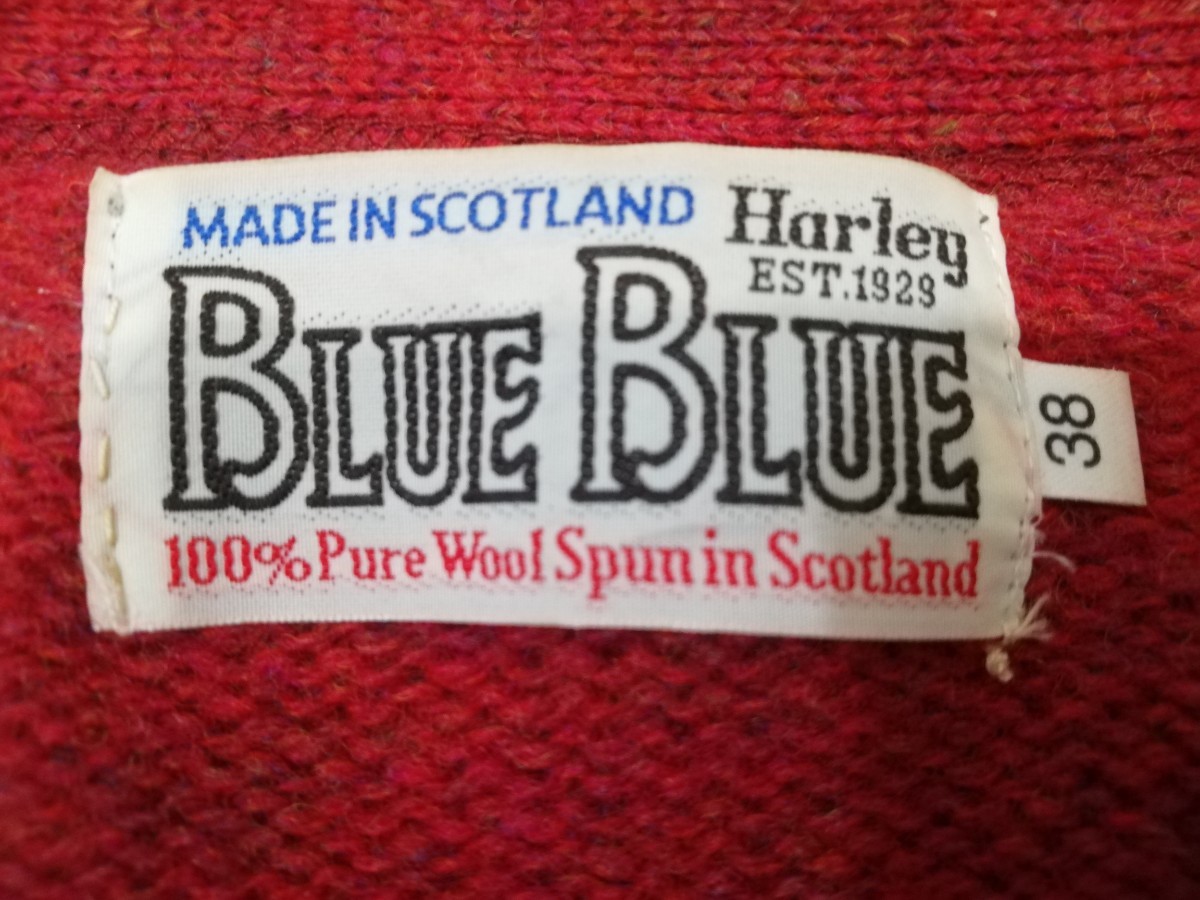 MADE IN SCOTLAND
Harley
EST.1929
BLUE BLUE
38
100% Pure Wool Spun in Scotland